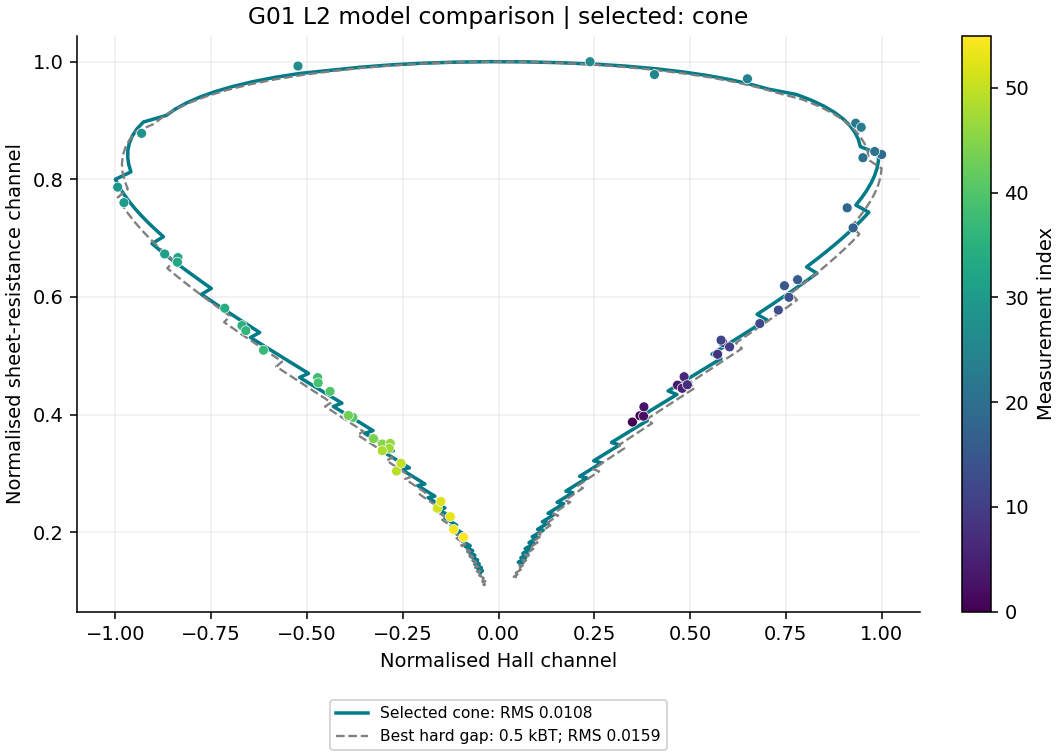 G01 L2 model comparison | selected: cone
Normalised sheet-resistance channel
1.0
0.8
0.6
0.4
0.2
−1.00 −0.75 −0.50 −0.25 0.00 0.25 0.50 0.75 1.00
Normalised Hall channel
50
40
30
20
10
0
Measurement index
Selected cone: RMS 0.0108
Best hard gap: 0.5 kBT; RMS 0.0159